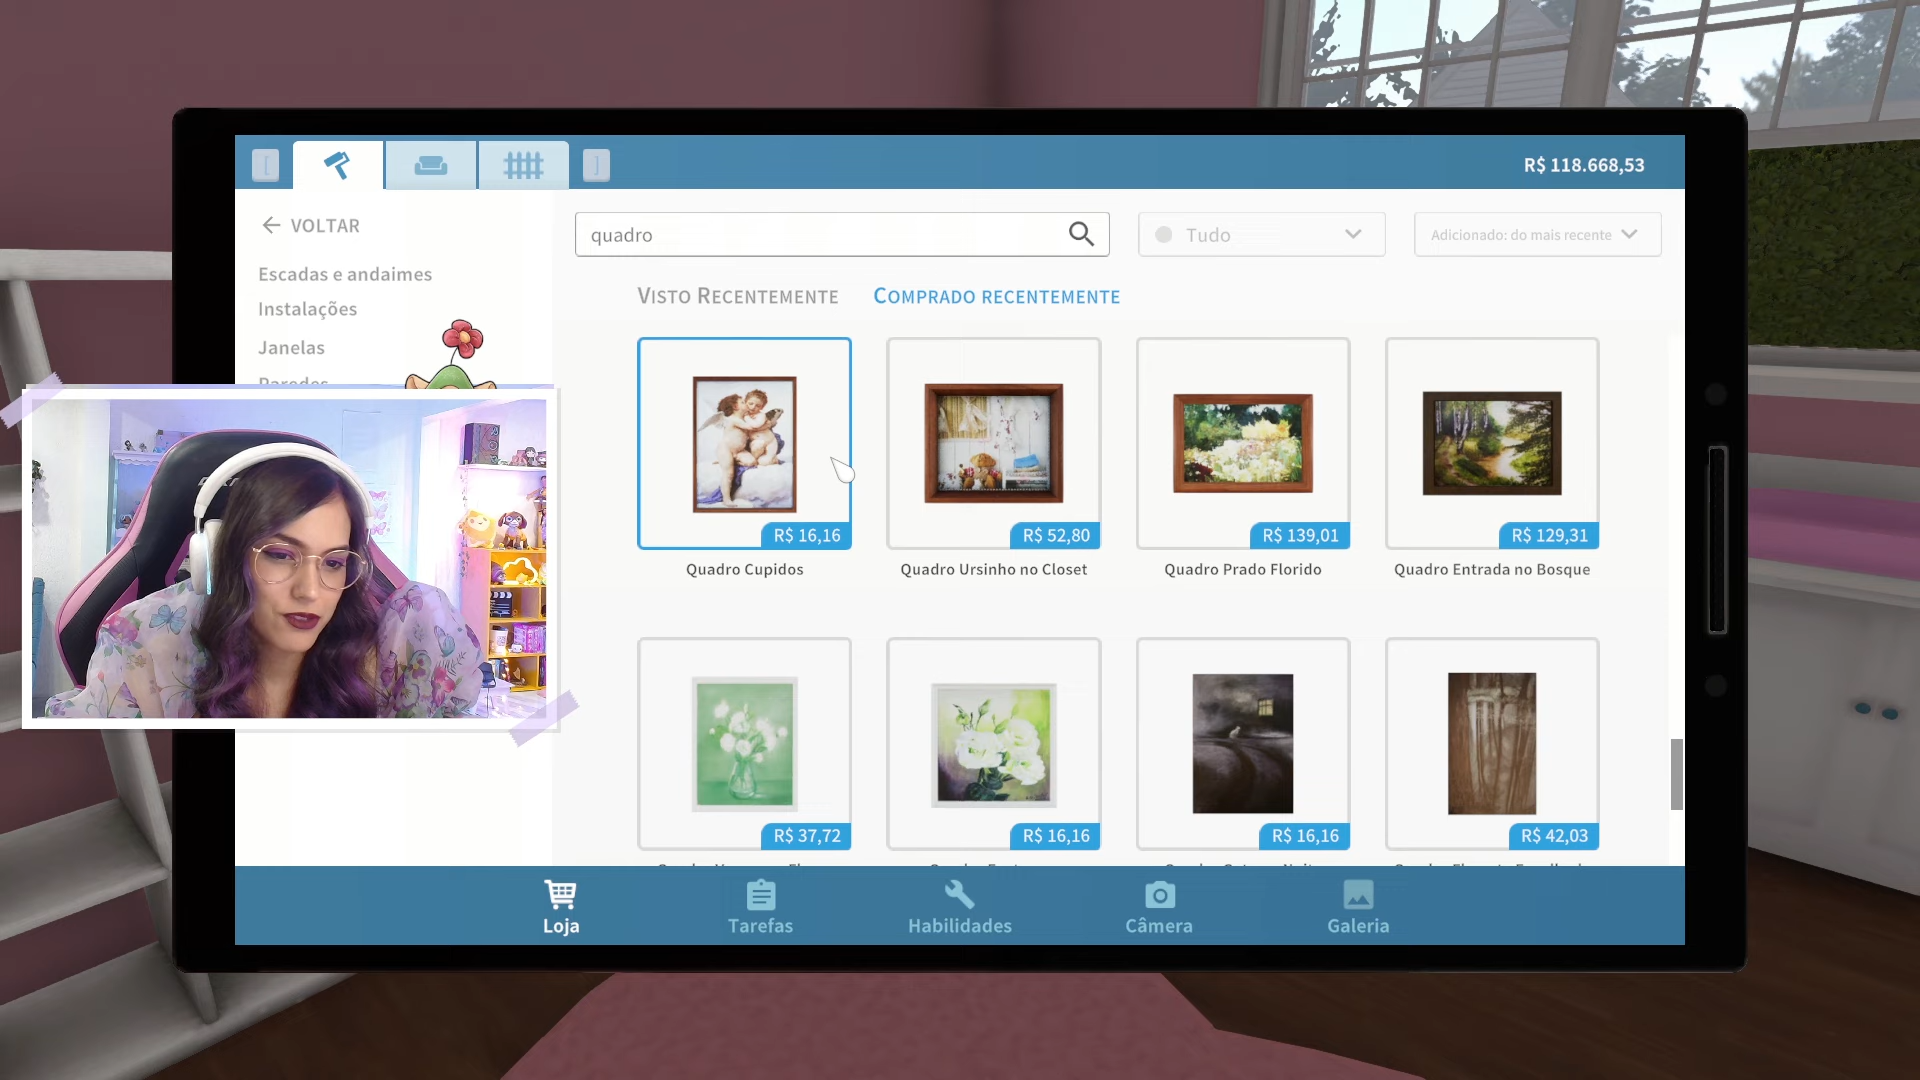 [
]
R$ 118.668,53
VOLTAR
quadro
Tudo
Adicionado: do mais recente
Escadas e andaimes
Instalações
Janelas
Paredes
VISTO RECENTEMENTE
COMPRADO RECENTEMENTE
R$ 16,16
R$ 52,80
R$ 139,01
R$ 129,31
Quadro Cupidos
Quadro Ursinho no Closet
Quadro Prado Florido
Quadro Entrada no Bosque
R$ 37,72
R$ 16,16
R$ 16,16
R$ 42,03
Loja
Tarefas
Habilidades
Câmera
Galeria